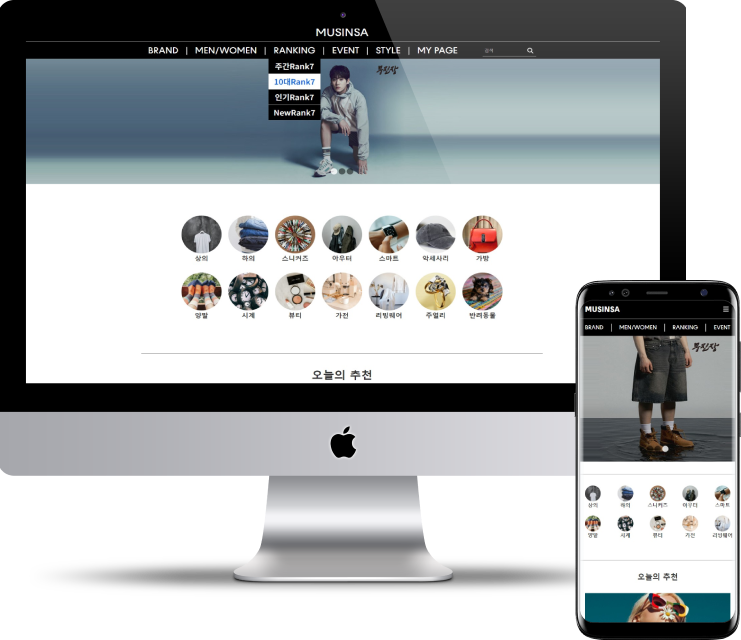 MUSINSA
BRAND | MEN/WOMEN | RANKING | EVENT | STYLE | MY PAGE 검색
주간Rank7
10대Rank7
인기Rank7
NewRank7
무진장
상의 하의 스니커즈 아우터 스마트 악세사리 가방
양말 시계 뷰티 가전 리빙웨어 주얼리 반려동물
오늘의 추천
MUSINSA
BRAND | MEN/WOMEN | RANKING | EVENT
무진장
상의 하의 스니커즈 아우터 스마트
양말 시계 뷰티 가전 리빙웨어
오늘의 추천